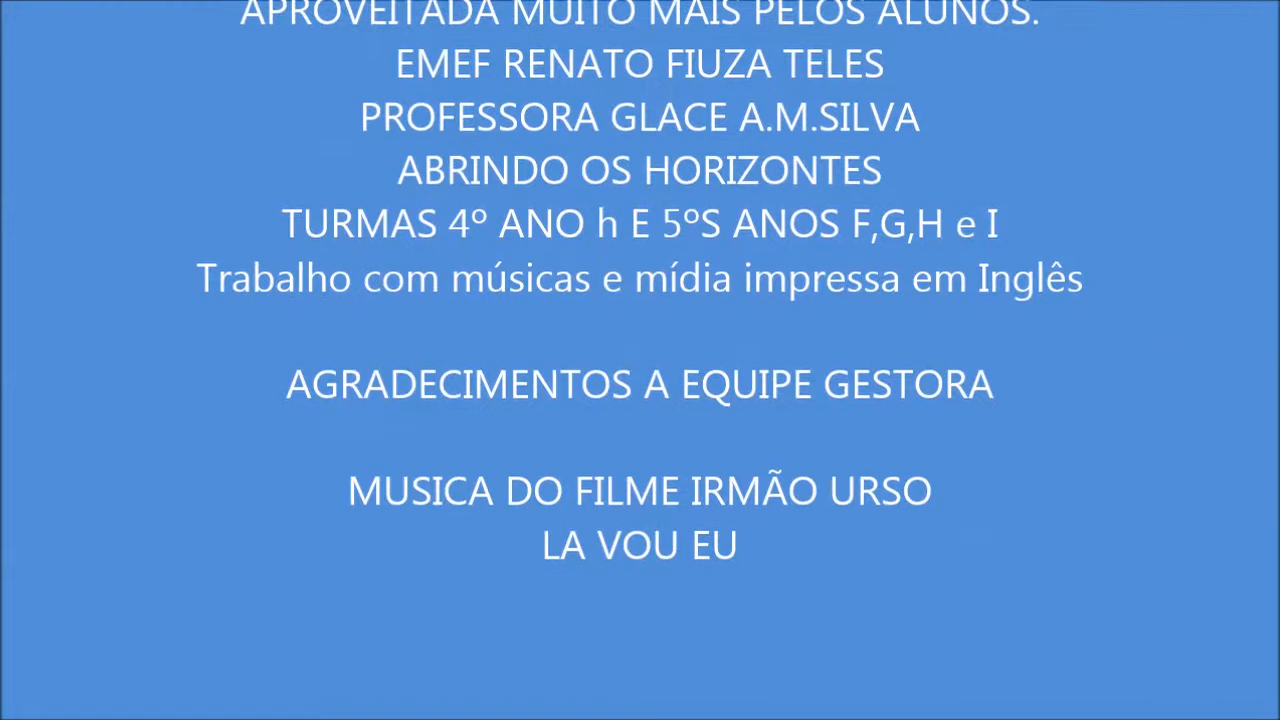 APROVEITADA MUITO MAIS PELOS ALUNOS.
EMEF RENATO FIUZA TELES
PROFESSORA GLACE A.M.SILVA
ABRINDO OS HORIZONTES
TURMAS 4º ANO h E 5ºS ANOS F,G,H e I
Trabalho com músicas e mídia impressa em Inglês
AGRADECIMENTOS A EQUIPE GESTORA
MUSICA DO FILME IRMÃO URSO
LA VOU EU